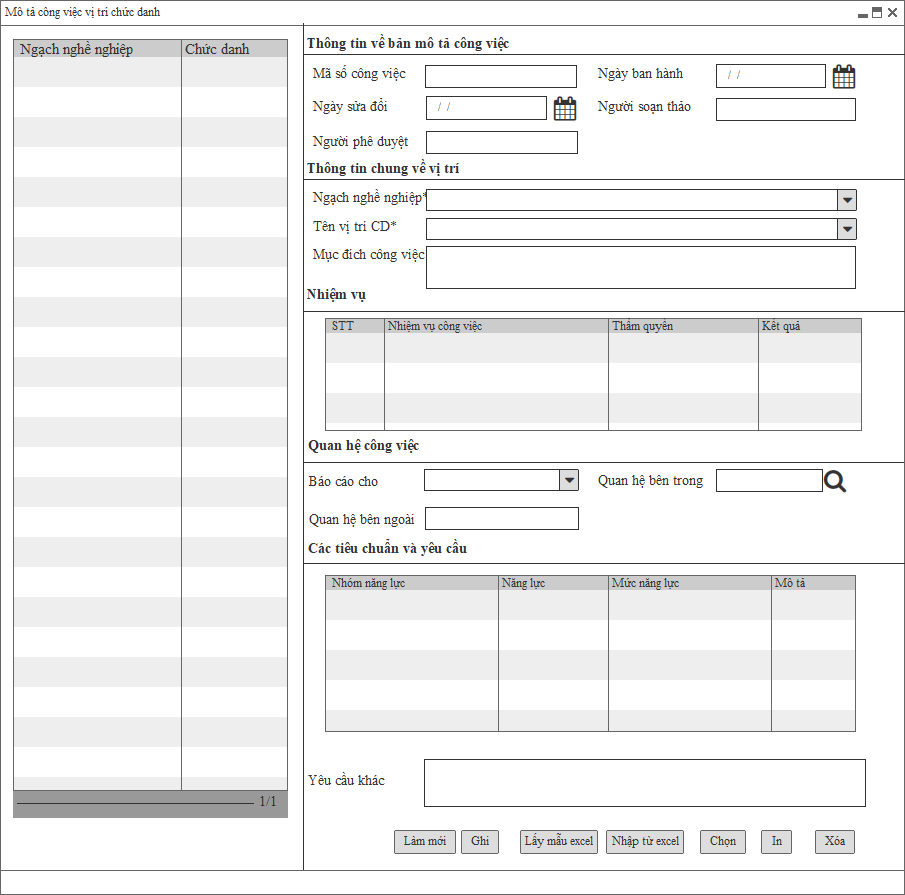 Mô tả công việc vị trí chức danh
Ngạch nghề nghiệp Chức danh
1/1
Thông tin về bản mô tả công việc
Mã số công việc Ngày ban hành / /
Ngày sửa đổi / / Người soạn thảo
Người phê duyệt
Thông tin chung về vị trí
Ngạch nghề nghiệp*
Tên vị trí CD*
Mục đích công việc
Nhiệm vụ
STT Nhiệm vụ công việc Thẩm quyền Kết quả
Quan hệ công việc
Báo cáo cho Quan hệ bên trong
Quan hệ bên ngoài
Các tiêu chuẩn và yêu cầu
Nhóm năng lực Năng lực Mức năng lực Mô tả
Yêu cầu khác
Làm mới Ghi Lấy mẫu excel Nhập từ excel Chọn In Xóa